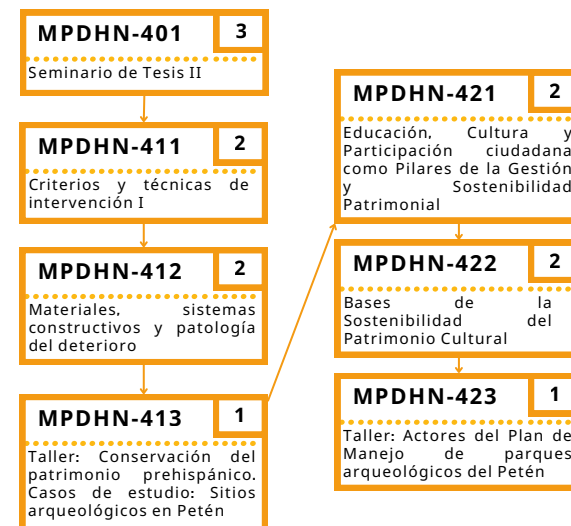 MPDHN-401 3
Seminario de Tesis II
MPDHN-411 2
Criterios y técnicas de
intervención I
MPDHN-412 2
Materiales, sistemas
constructivos y patología
del deterioro
MPDHN-413 1
Taller: Conservación del
patrimonio prehispánico.
Casos de estudio: Sitios
arqueológicos en Petén
MPDHN-421 2
Educación, Cultura y
Participación ciudadana
como Pilares de la Gestión
y Sostenibilidad
Patrimonial
MPDHN-422 2
Bases de la
Sostenibilidad del
Patrimonio Cultural
MPDHN-423 1
Taller: Actores del Plan de
Manejo de parques
arqueológicos del Petén